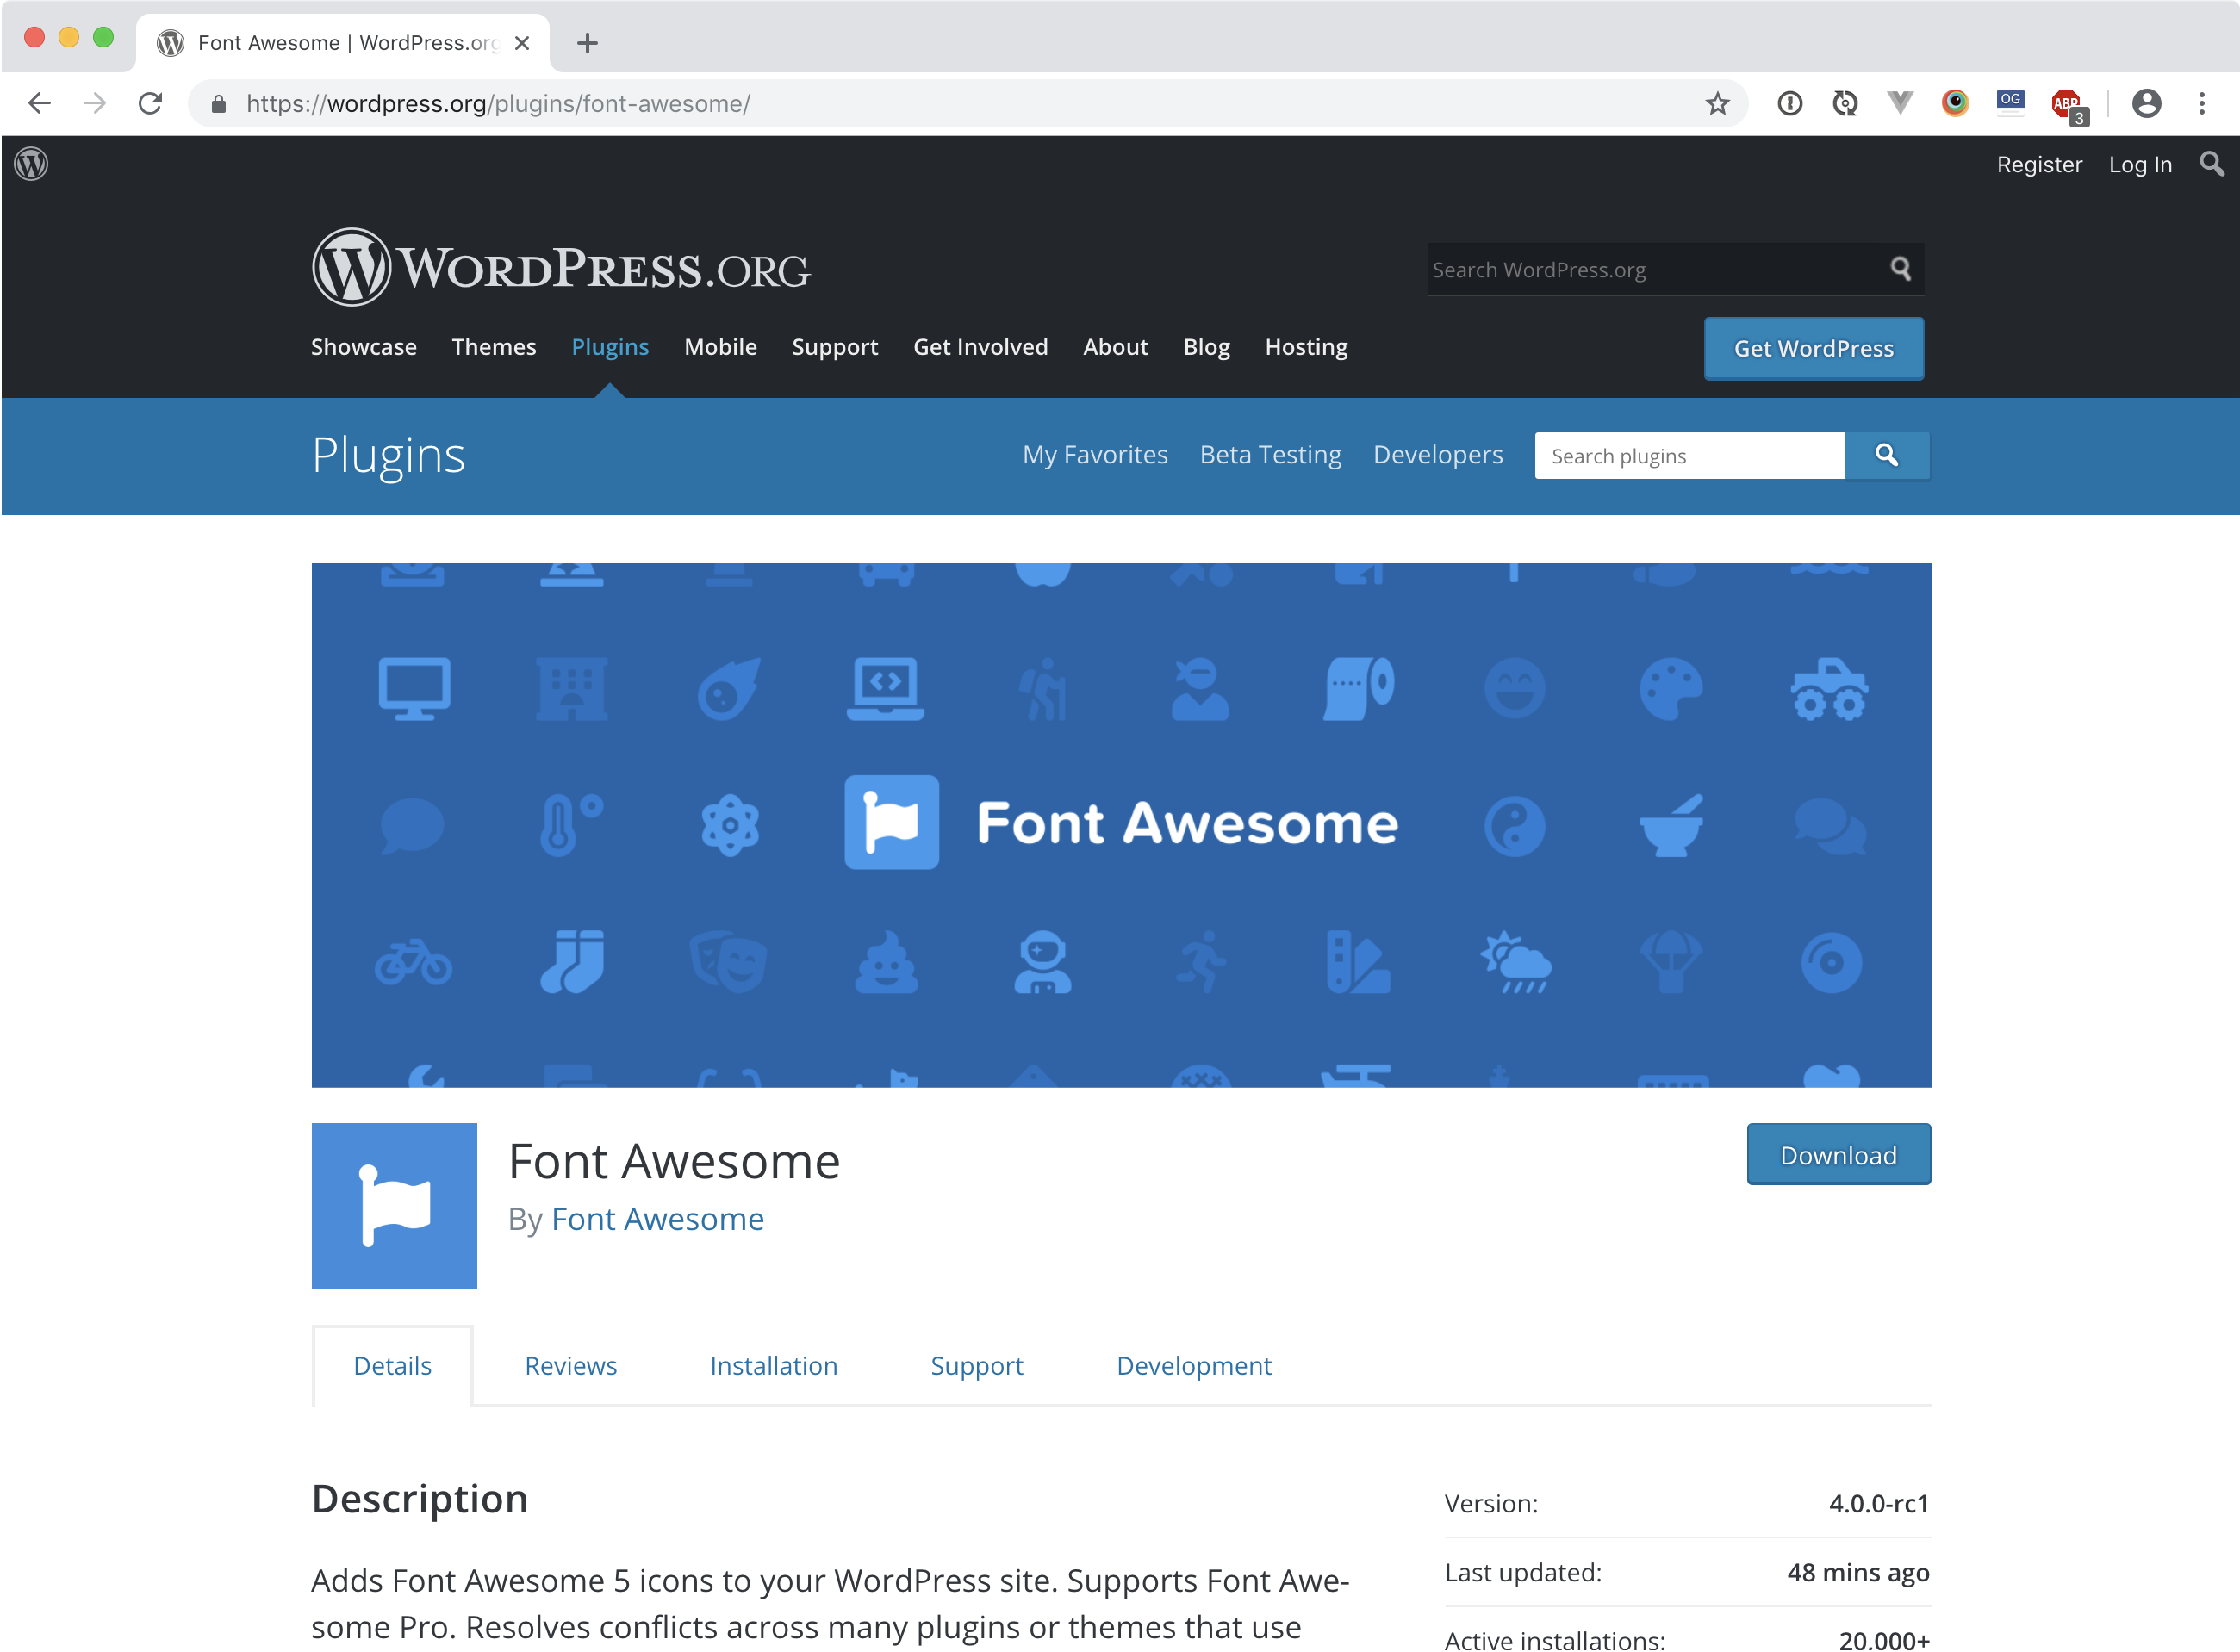 Font Awesome | WordPress.org
https://wordpress.org/plugins/font-awesome/
OG
ABP
3
Register Log In
WORDPRESS.ORG
Search WordPress.org
Showcase Themes Plugins Mobile Support Get Involved About Blog Hosting
Get WordPress
Plugins
My Favorites Beta Testing Developers
Search plugins
Font Awesome
Font Awesome
By Font Awesome
Download
Details Reviews Installation Support Development
Description
Adds Font Awesome 5 icons to your WordPress site. Supports Font Awe-
some Pro. Resolves conflicts across many plugins or themes that use
Version: 4.0.0-rc1
Last updated: 48 mins ago
Active installations: 20,000+